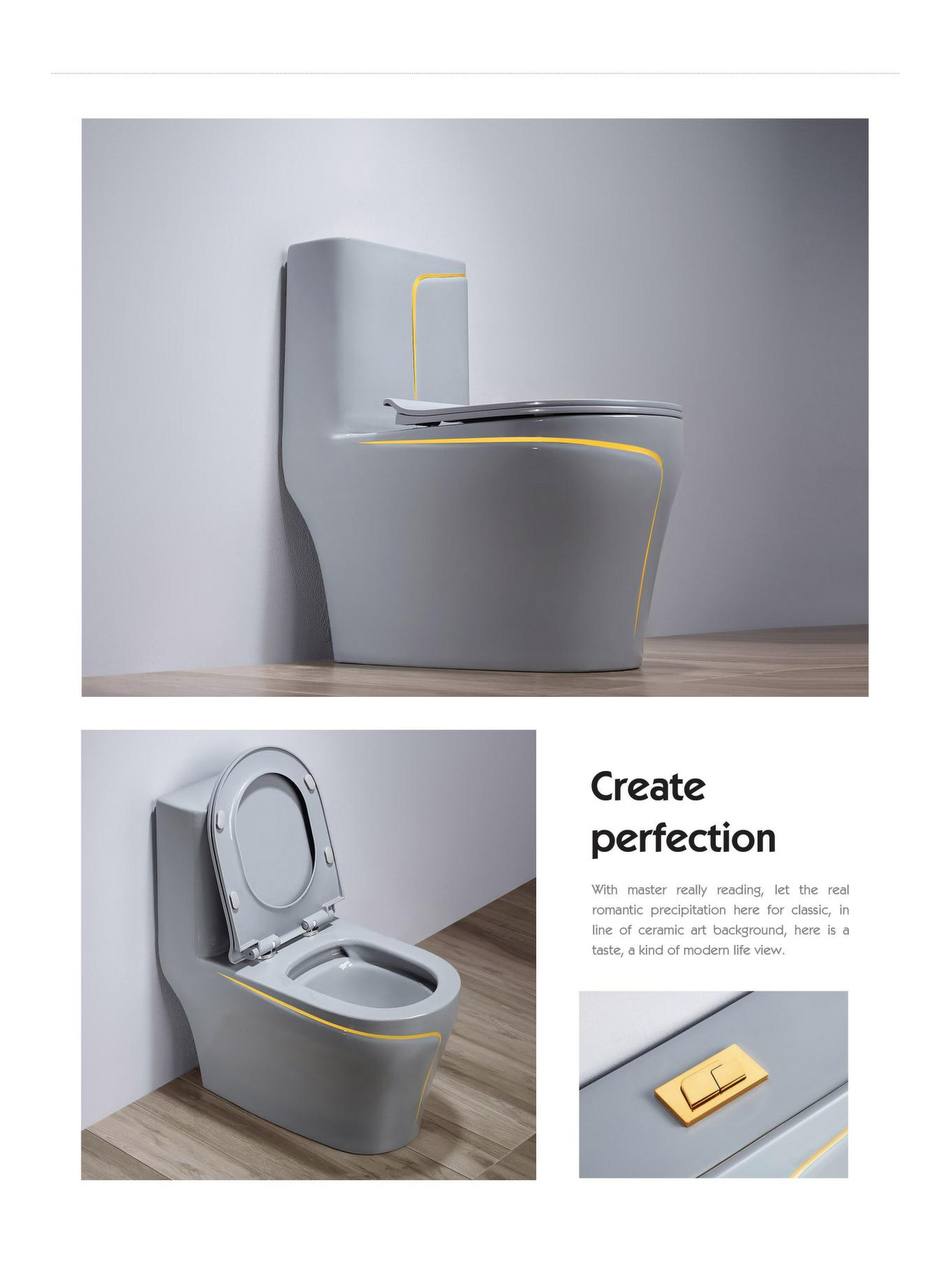 Create
perfection
With master really reading, let the real
romantic precipitation here for classic, in
line of ceramic art background, here is a
taste, a kind of modern life view.